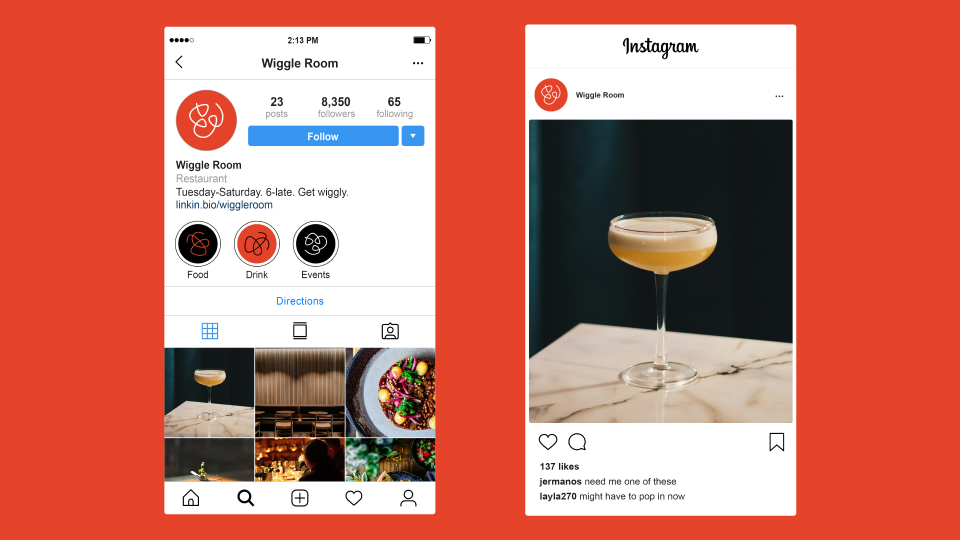 2:13 PM
Wiggle Room
23
8,350
65
posts
followers
following
Follow
Wiggle Room
Restaurant
Tuesday-Saturday. 6-late. Get wiggly.
linkin.bio/wiggleroom
Food
Drink
Events
Directions
Instagram
Wiggle Room
137 likes
jermanos need me one of these
layla270 might have to pop in now